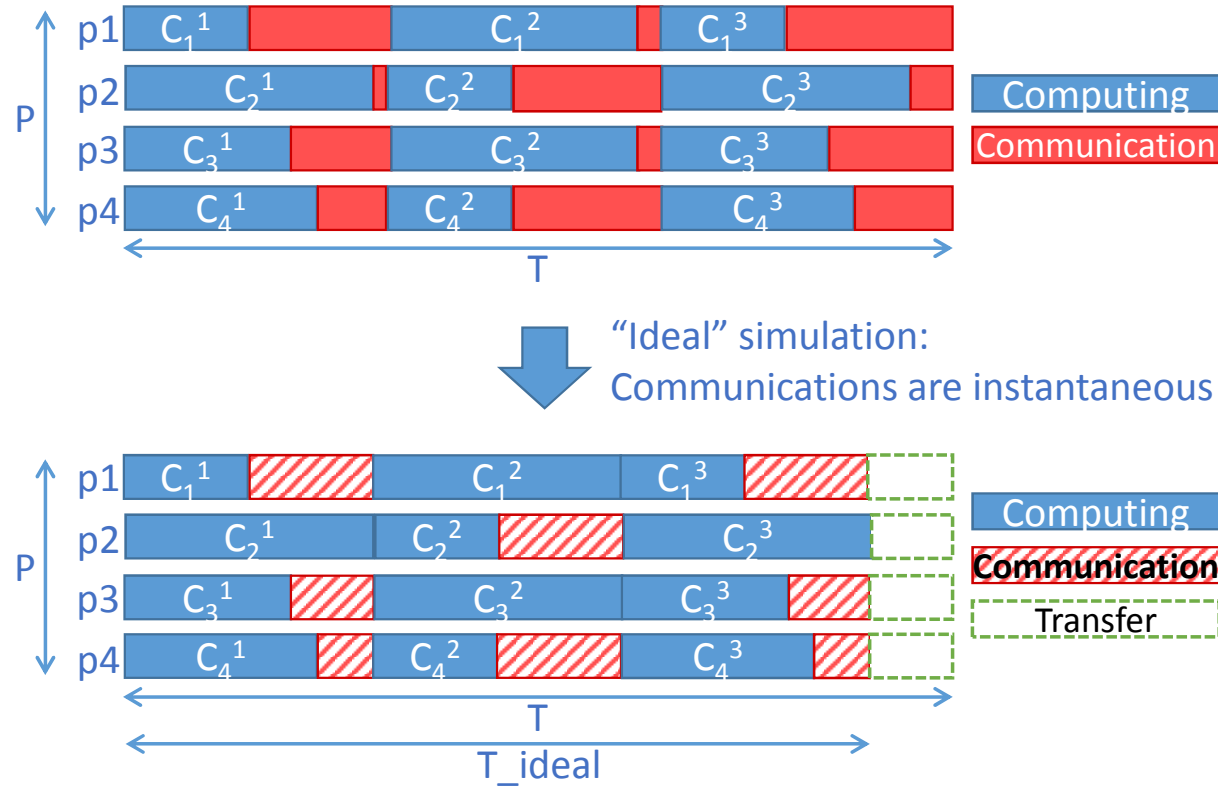 p1 C₁¹ C₁² C₁³
p2 C₂¹ C₂² C₂³
P
p3 C₃¹ C₃² C₃³
p4 C₄¹ C₄² C₄³
T
Computing
Communication
“Ideal” simulation:
Communications are instantaneous
p1 C₁¹ C₁² C₁³
p2 C₂¹ C₂² C₂³
P
p3 C₃¹ C₃² C₃³
p4 C₄¹ C₄² C₄³
T
T_ideal
Computing
Communication
Transfer